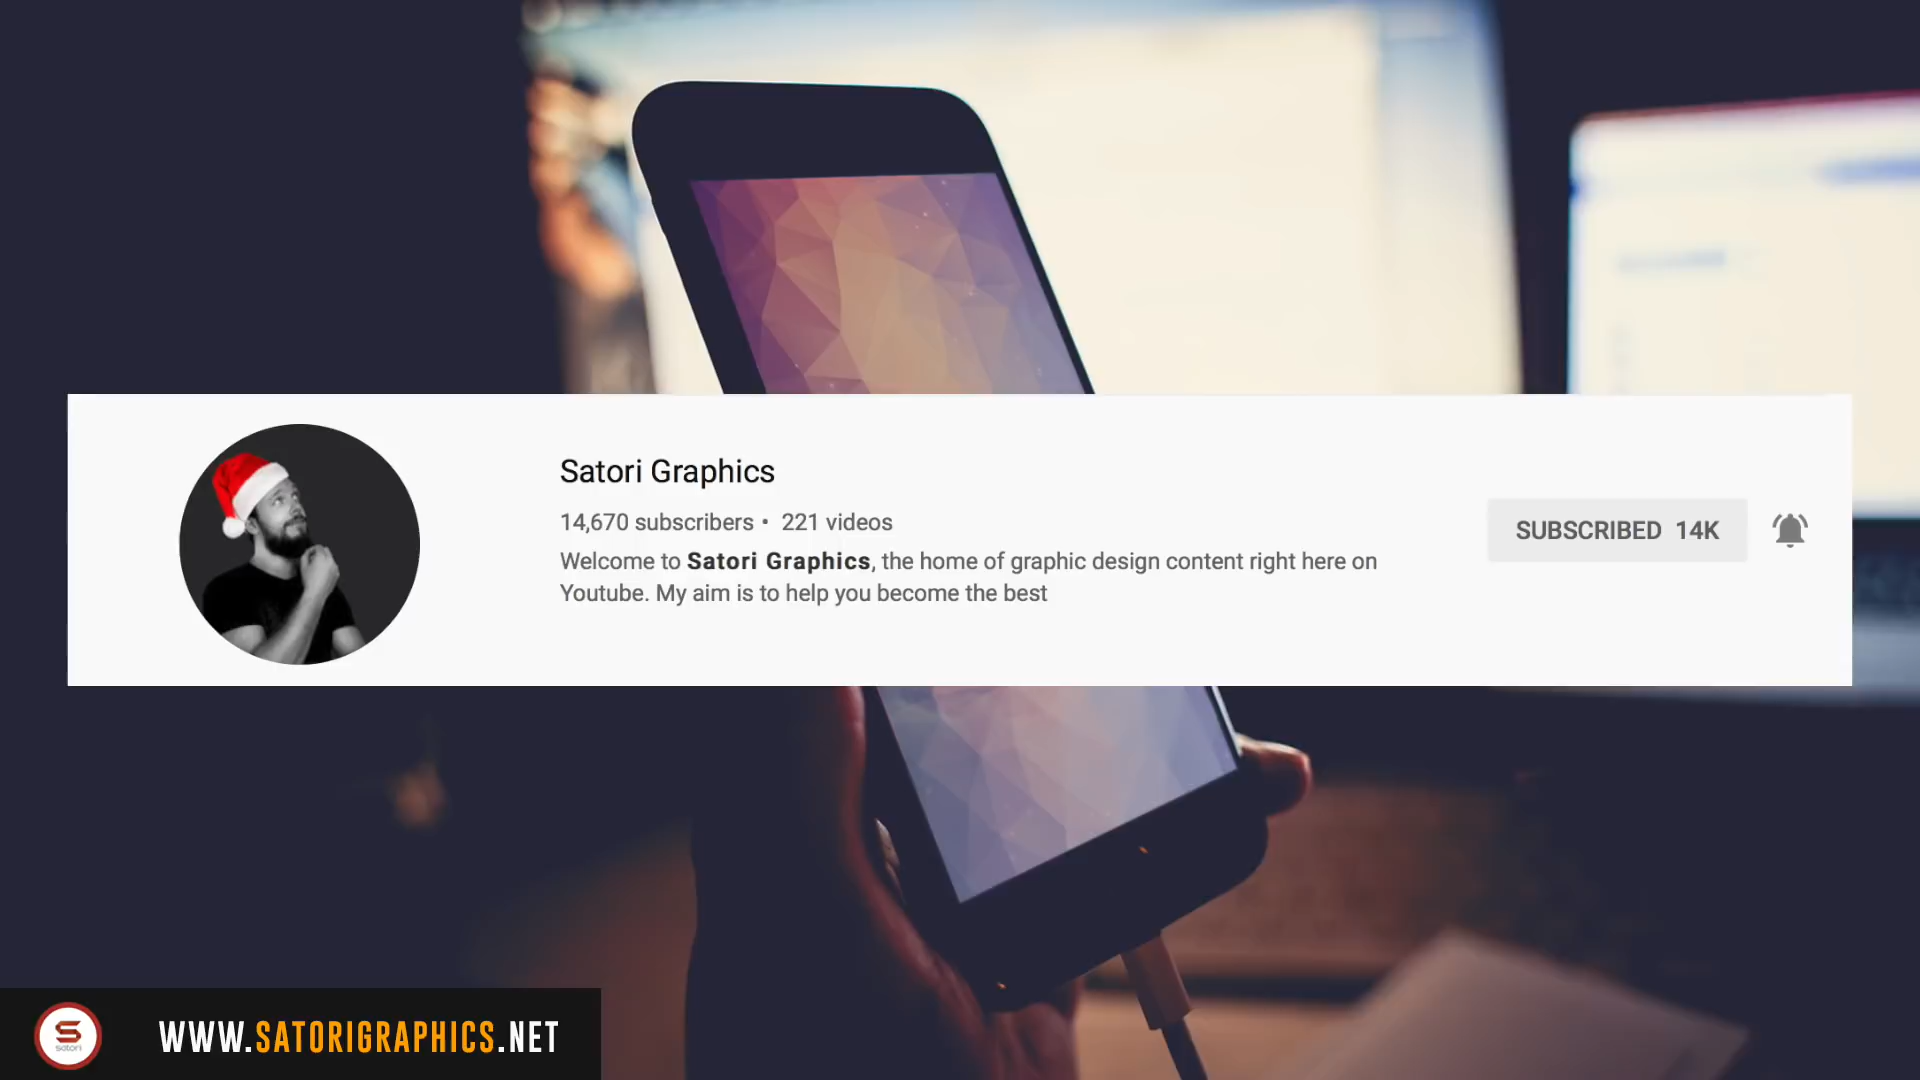 Satori Graphics
14,670 subscribers • 221 videos
SUBSCRIBED 14K
Welcome to Satori Graphics, the home of graphic design content right here on
Youtube. My aim is to help you become the best
satori
WWW.SATORIGRAPHICS.NET